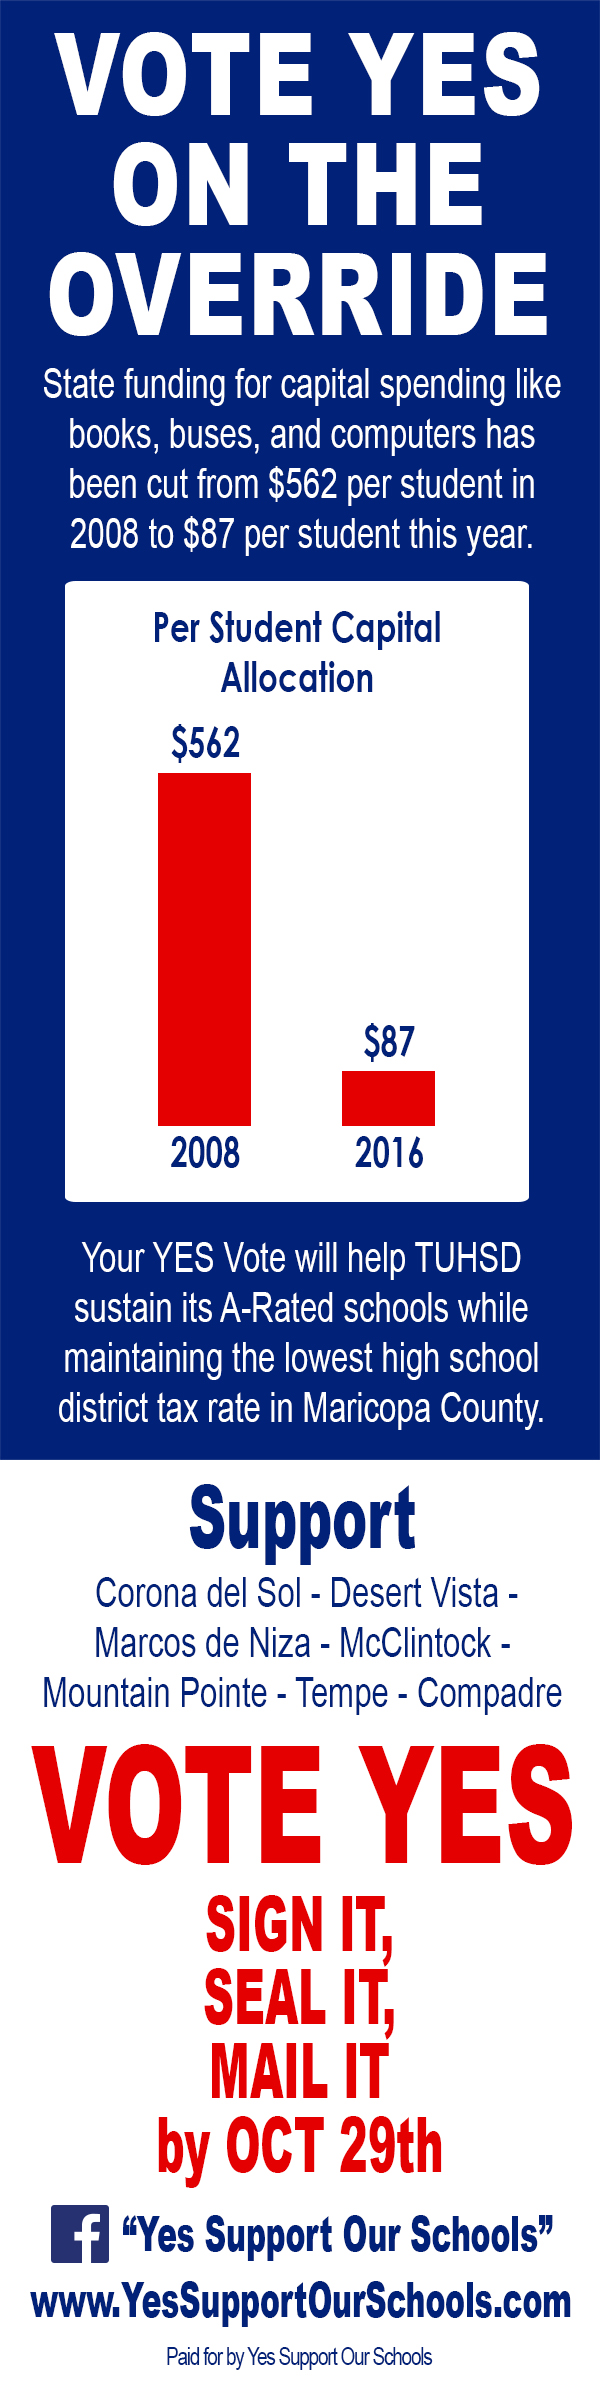 VOTE YES
ON THE
OVERRIDE
State funding for capital spending like
books, buses, and computers has
been cut from $562 per student in
2008 to $87 per student this year.
Per Student Capital
Allocation
$562
$87
2008
2016
Your YES Vote will help TUHSD
sustain its A-Rated schools while
maintaining the lowest high school
district tax rate in Maricopa County.
Support
Corona del Sol - Desert Vista -
Marcos de Niza - McClintock -
Mountain Pointe - Tempe - Compadre
VOTE YES
SIGN IT,
SEAL IT,
MAIL IT
by OCT 29th
f “Yes Support Our Schools”
www.YesSupportOurSchools.com
Paid for by Yes Support Our Schools